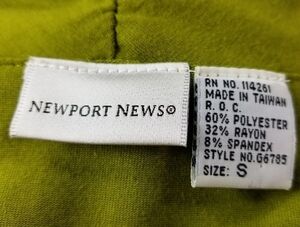 NEWPORT NEWS®
RN NO. 114261
MADE IN TAIWAN
R. O. C.
60% POLYESTER
32% RAYON
8% SPANDEX
STYLE NO.G6785
SIZE: S